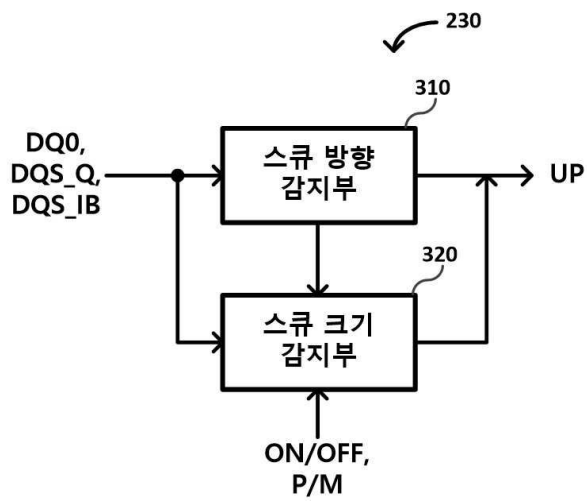 230
310
DQ0,
DQS_Q,
DQS_IB
스큐 방향
감지부
UP
320
스큐 크기
감지부
ON/OFF,
P/M